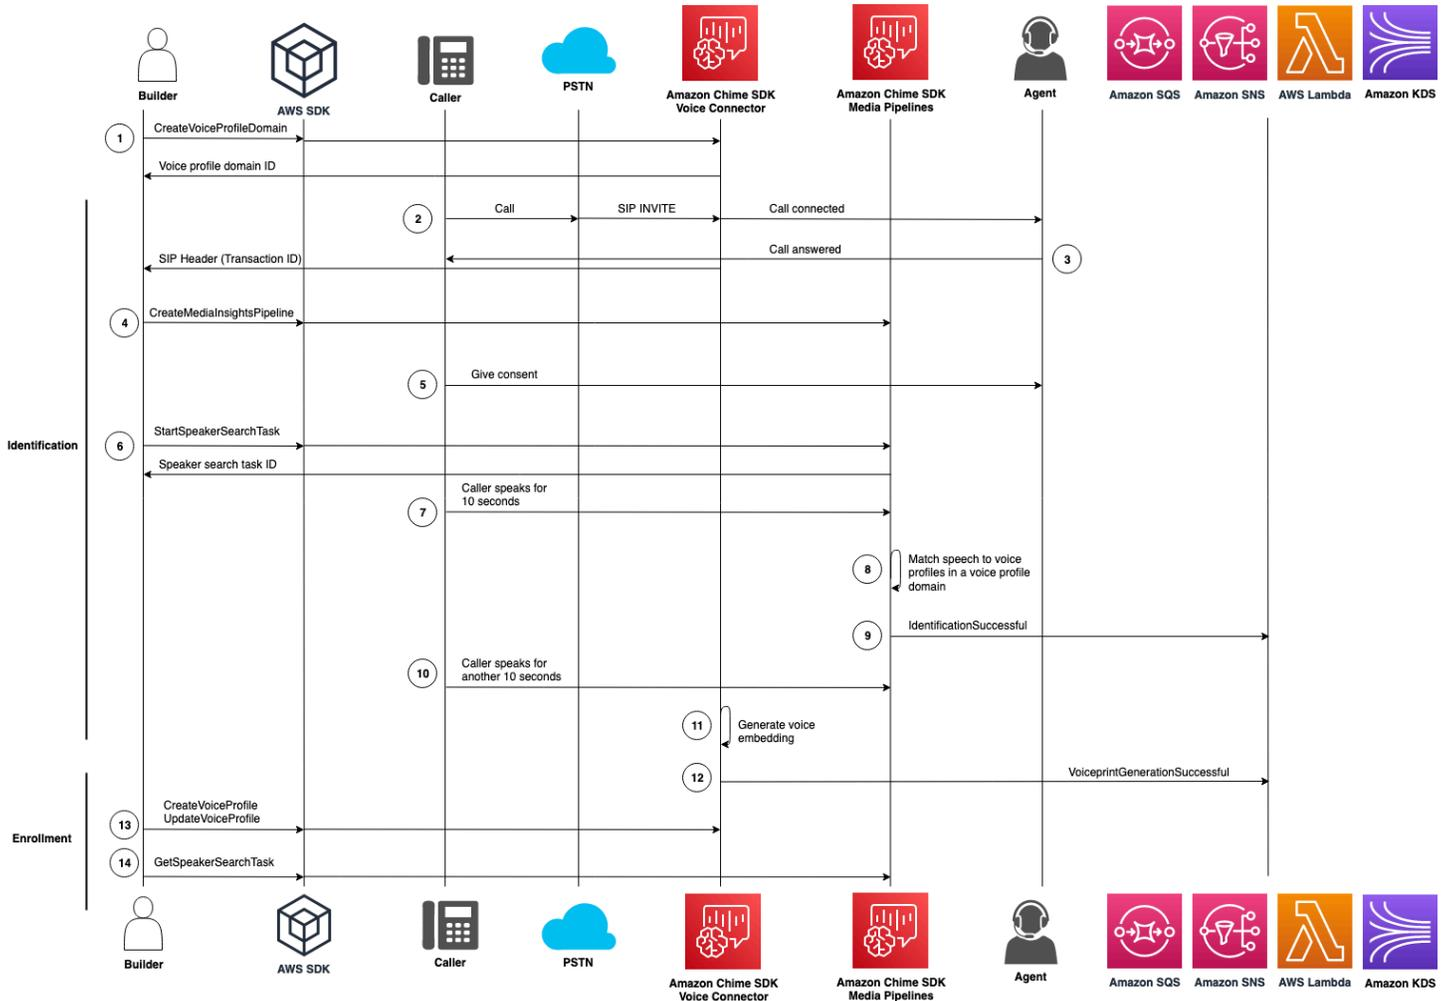 Builder
AWS SDK
Caller
PSTN
Amazon Chime SDK
Voice Connector
Amazon Chime SDK
Media Pipelines
Agent
Amazon SQS
Amazon SNS
AWS Lambda
Amazon KDS
1
CreateVoiceProfileDomain
Voice profile domain ID
2
Call
SIP INVITE
Call connected
Call answered
3
SIP Header (Transaction ID)
4
CreateMediaInsightsPipeline
5
Give consent
Identification
6
StartSpeakerSearchTask
Speaker search task ID
7
Caller speaks for
10 seconds
8
Match speech to voice
profiles in a voice profile
domain
9
IdentificationSuccessful
10
Caller speaks for
another 10 seconds
11
Generate voice
embedding
12
VoiceprintGenerationSuccessful
Enrollment
13
CreateVoiceProfile
UpdateVoiceProfile
14
GetSpeakerSearchTask
Builder
AWS SDK
Caller
PSTN
Amazon Chime SDK
Voice Connector
Amazon Chime SDK
Media Pipelines
Agent
Amazon SQS
Amazon SNS
AWS Lambda
Amazon KDS